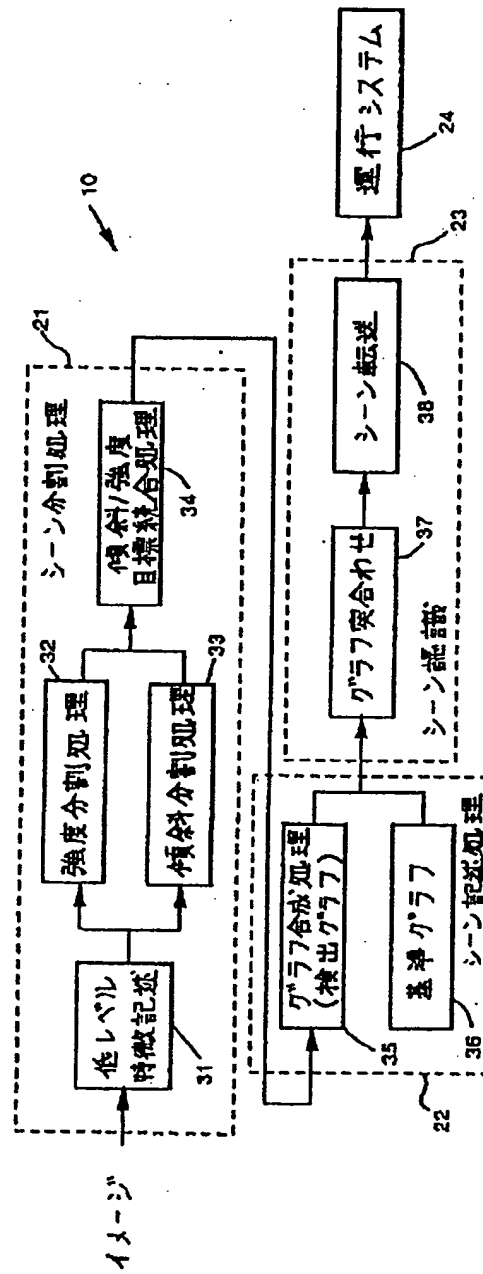 10
イメージ
21
シーン分割処理
低レベル
特徴記述
31
32
強度分割処理
33
傾斜分割処理
傾斜/強度
目標統合処理
34
22
シーン記述処理
グラフ合成処理
(検出グラフ)
35
基準グラフ
36
23
シーン認識
グラフ突合わせ
37
シーン転送
38
運行システム
24